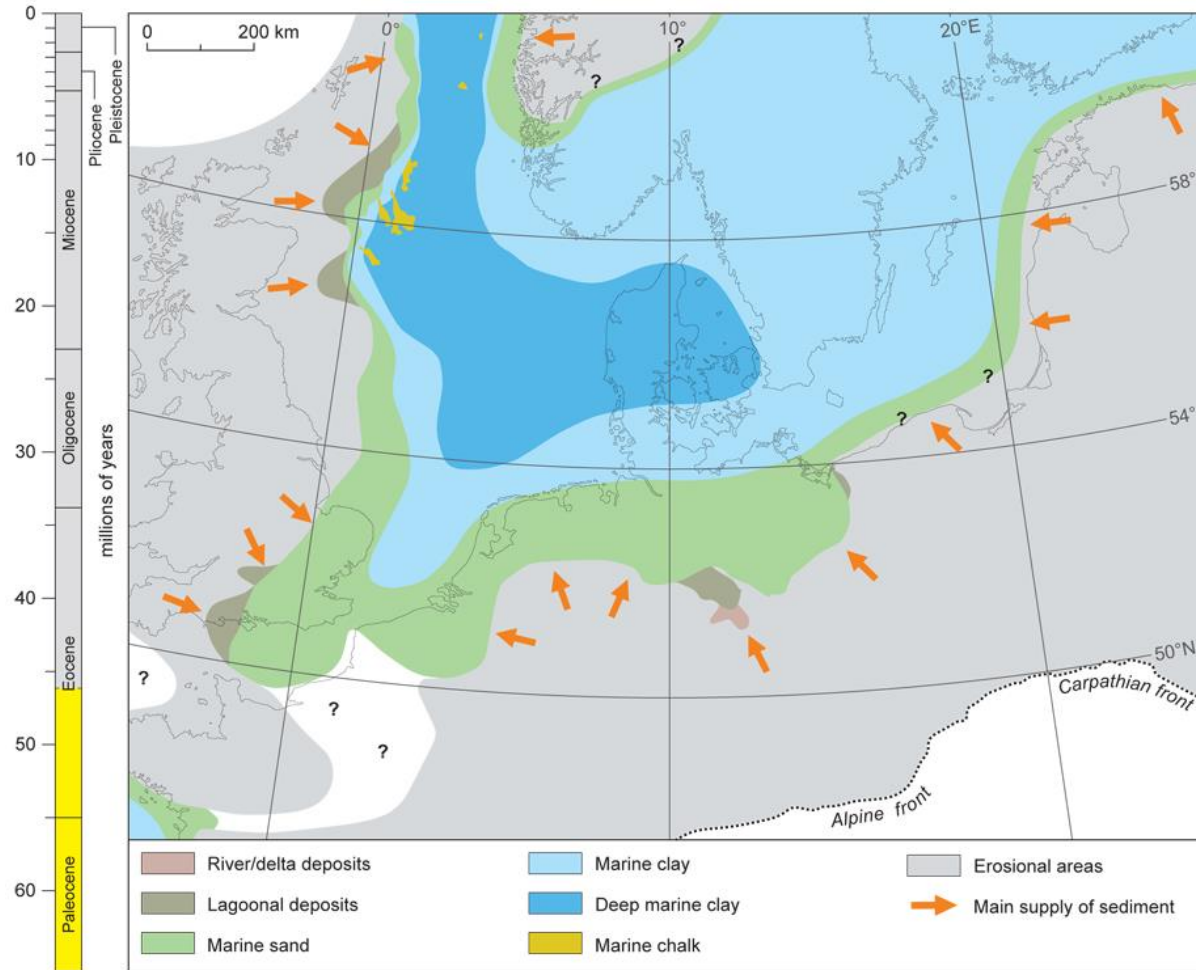 0
10
20
30
40
50
60
millions of years
Pleistocene
Pliocene
Miocene
Oligocene
Eocene
Paleocene
0 200 km
0°
10°
20°E
58°
54°
50°N
?
?
?
?
?
?
?
Carpathian front
Alpine front
River/delta deposits
Lagoonal deposits
Marine sand
Marine clay
Deep marine clay
Marine chalk
Erosional areas
Main supply of sediment